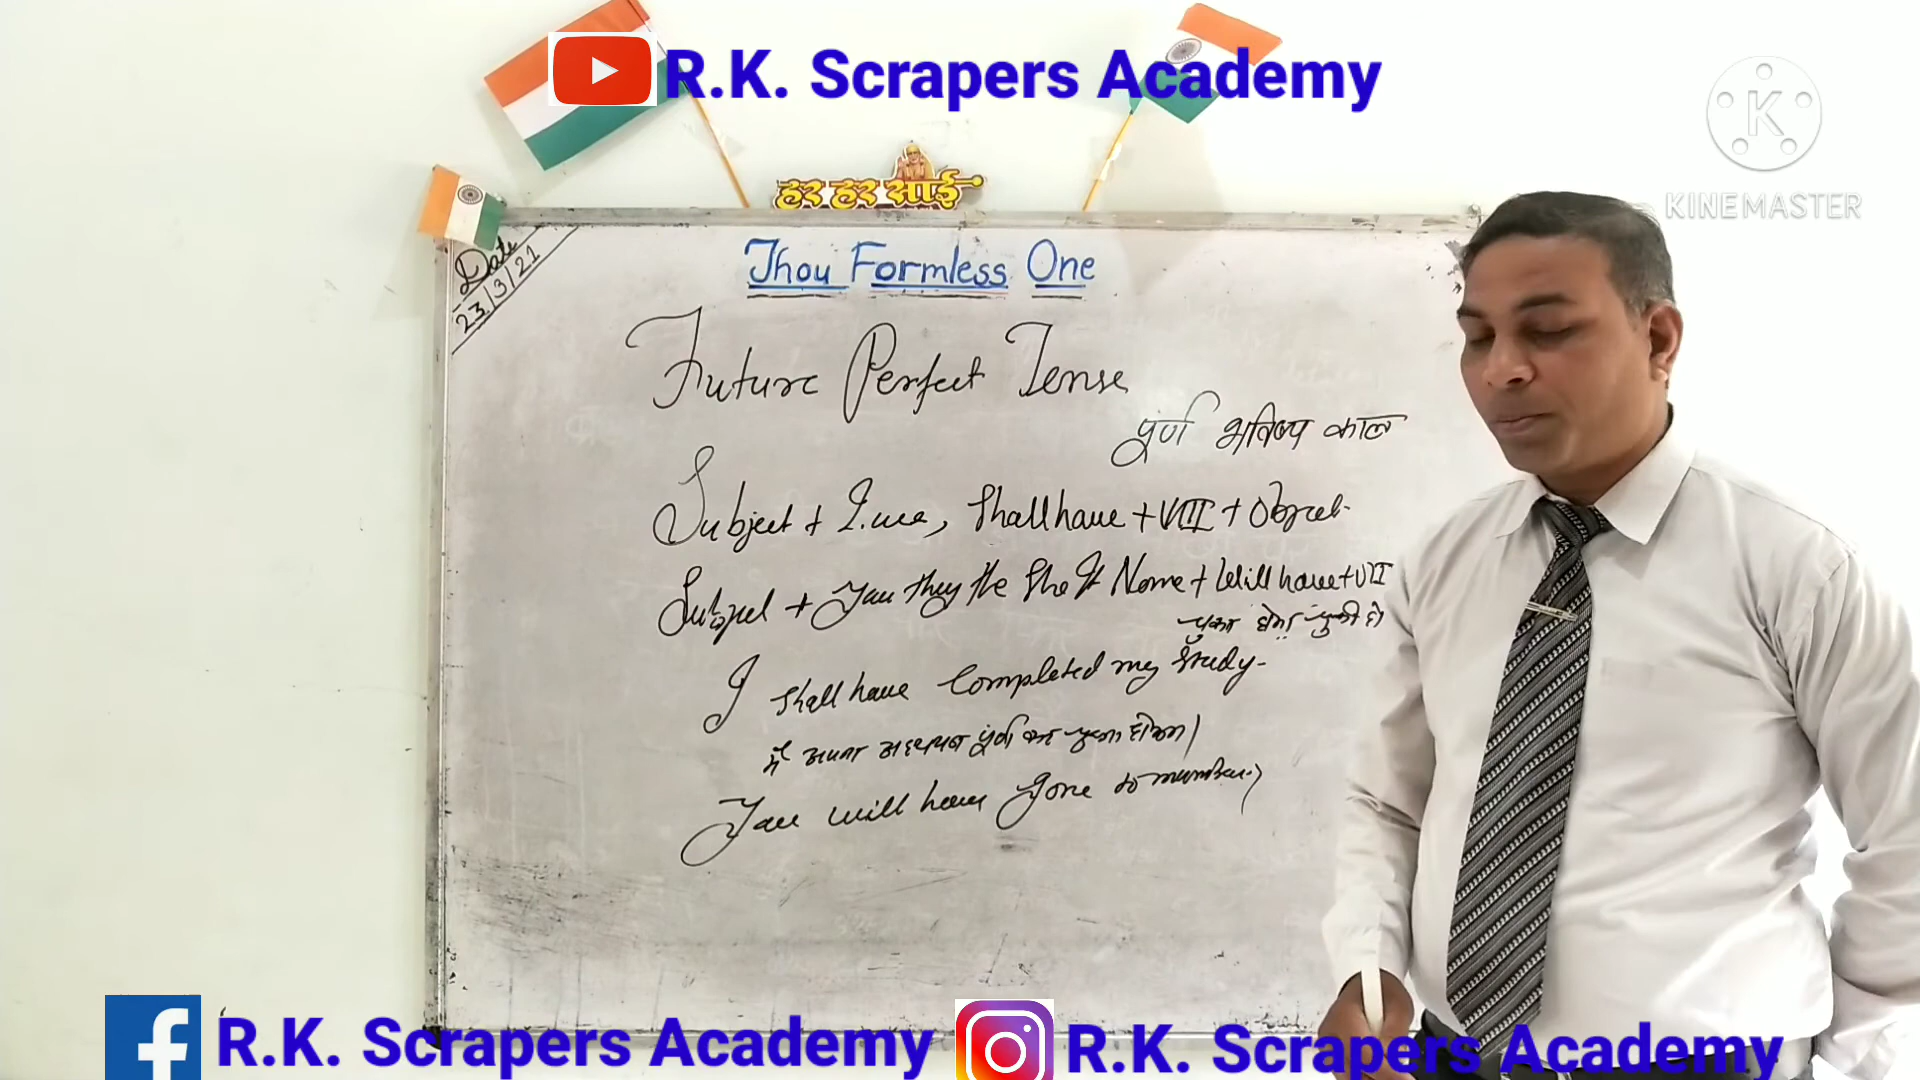 R.K. Scrapers Academy
KINEMASTER
हर हर साई
Date
23/3/21
Thou Formless One
Future Perfect Tense
पूर्ण भविष्य काल
Subject + I, we, Shall have + VIII + Object.
Subject + You They He She It Name + Will have + VIII
चुका होगा चुकी हो
I shall have Completed my Study.
मैं अपना अध्ययन पूर्ण कर चुका होऊंगा।
You will have gone to
R.K. Scrapers Academy
R.K. Scrapers Academy